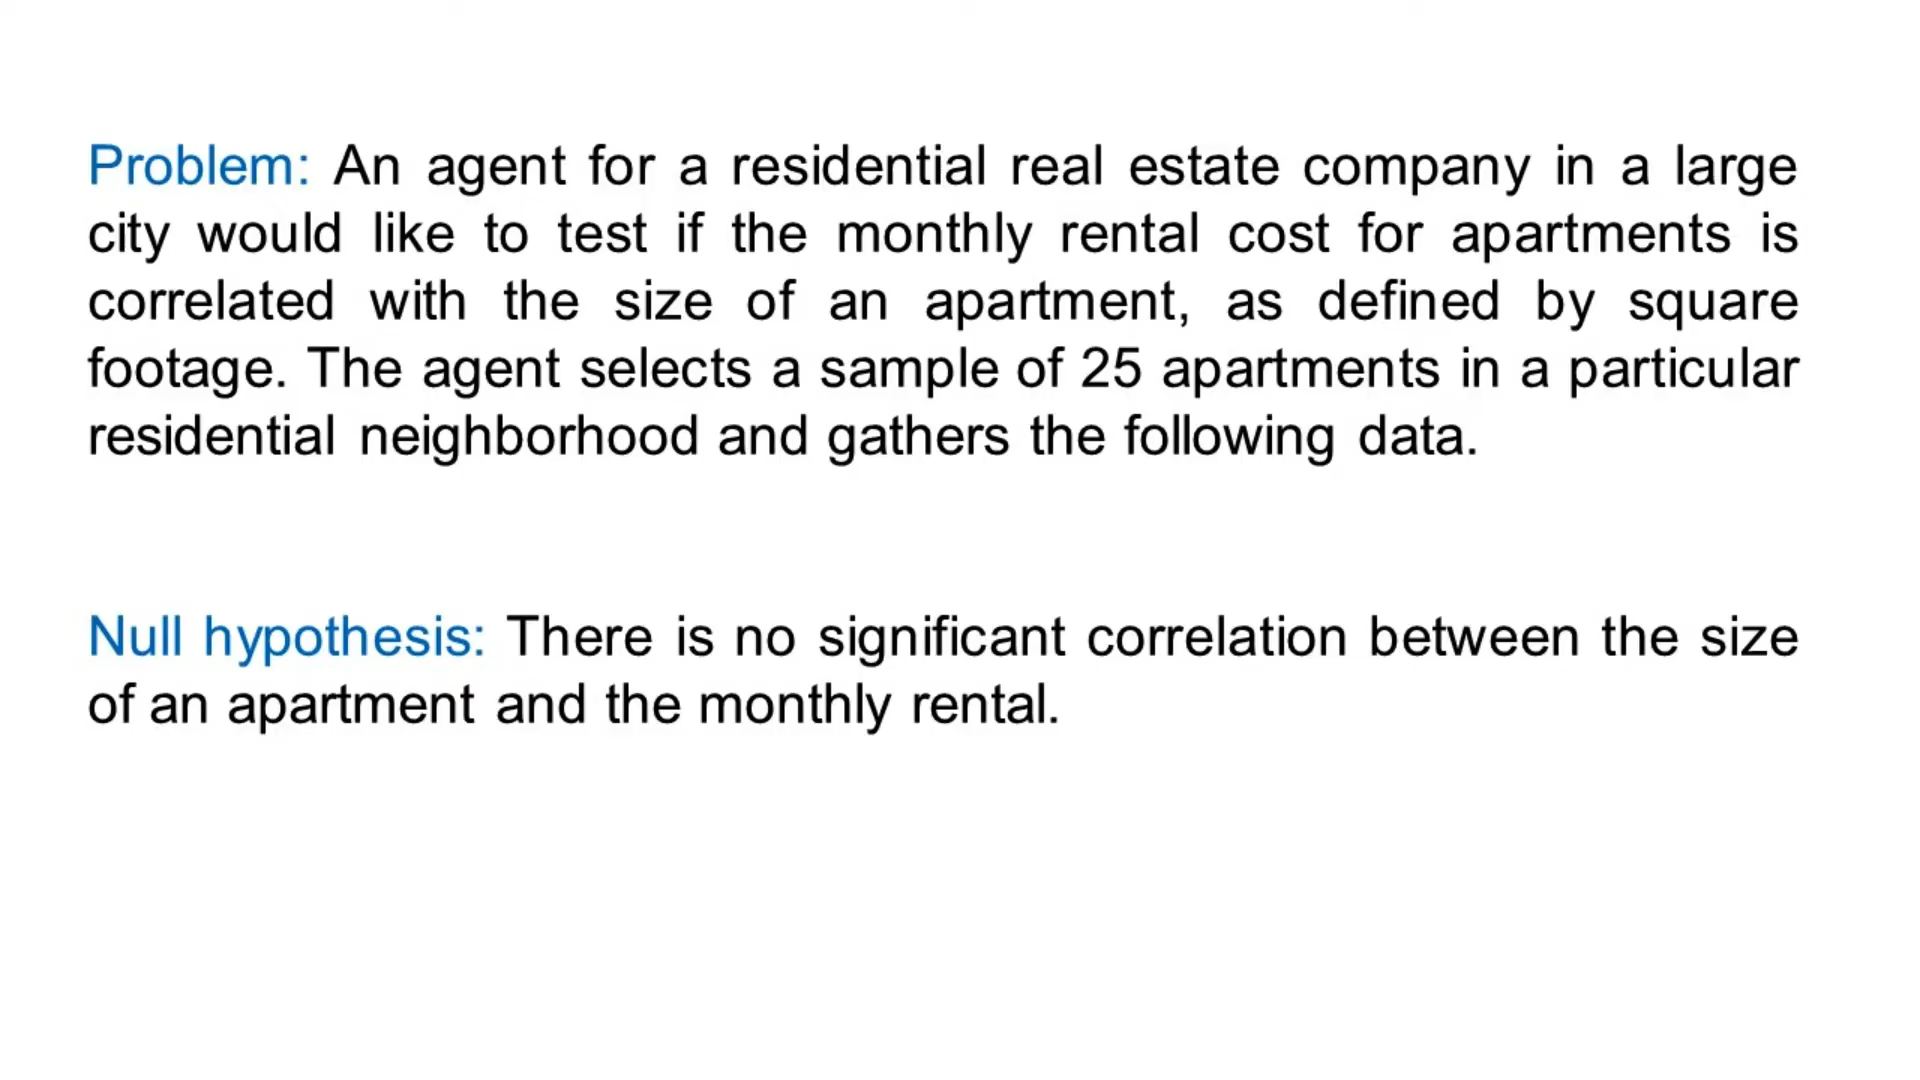 Problem: An agent for a residential real estate company in a large
city would like to test if the monthly rental cost for apartments is
correlated with the size of an apartment, as defined by square
footage. The agent selects a sample of 25 apartments in a particular
residential neighborhood and gathers the following data.
Null hypothesis: There is no significant correlation between the size
of an apartment and the monthly rental.